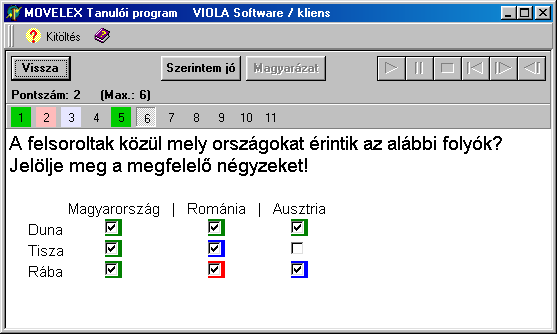 MOVELEX Tanulói program VIOLA Software / kliens
Kitöltés
Vissza Szerintem jó Magyarázat
Pontszám: 2 (Max.: 6)
1 2 3 4 5 6 7 8 9 10 11
A felsoroltak közül mely országokat érintik az alábbi folyók?
Jelölje meg a megfelelő négyzeket!
Magyarország | Románia | Ausztria
Duna
Tisza
Rába